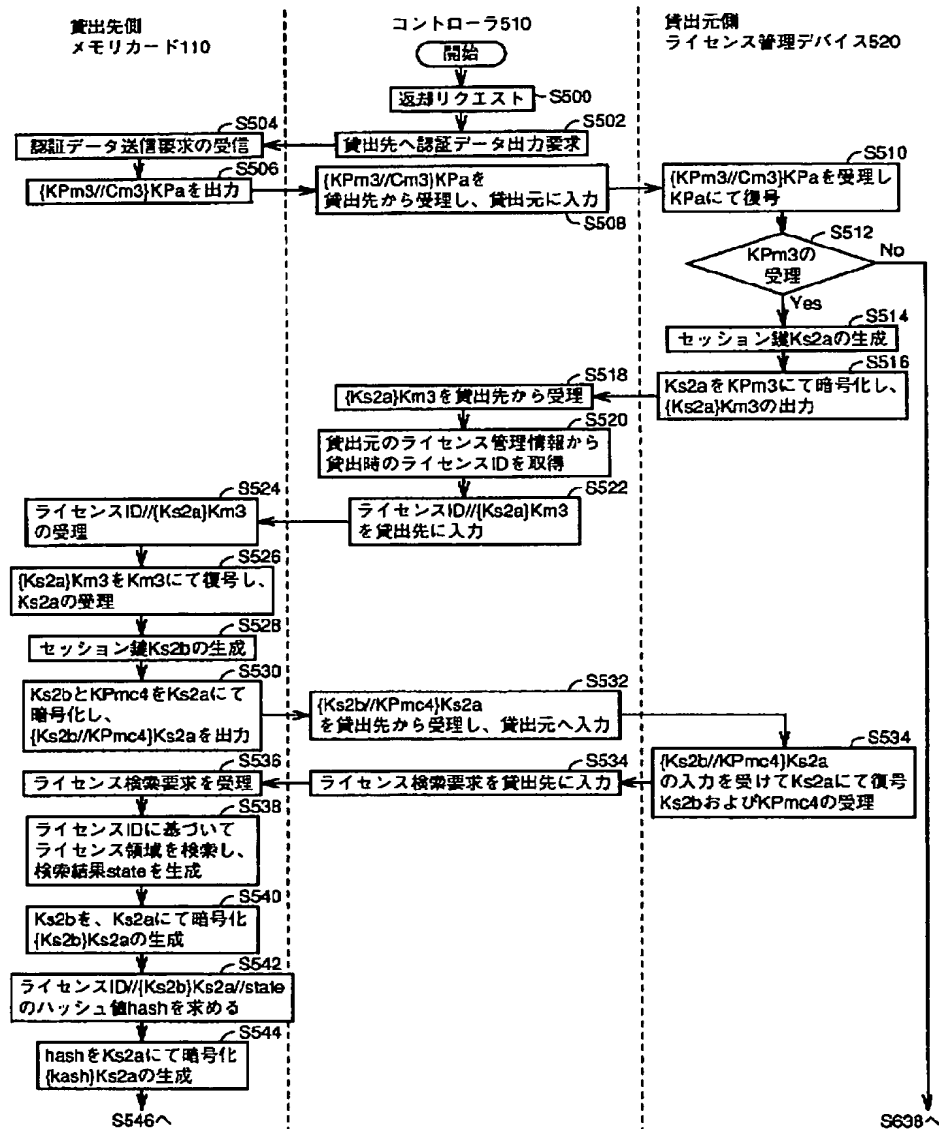 貸出先側
メモリカード110
コントローラ510
貸出元側
ライセンス管理デバイス520
開始
返却リクエスト
S500
貸出先へ認証データ出力要求
S502
認証データ送信要求の受信
S504
{KPm3//Cm3}KPaを出力
S506
{KPm3//Cm3}KPaを
貸出先から受理し、貸出元に入力
S508
{KPm3//Cm3}KPaを受理し
KPaにて復号
S510
KPm3の
受理
S512
No
Yes
セッション鍵Ks2aの生成
S514
Ks2aをKPm3にて暗号化し、
{Ks2a}Km3の出力
S516
{Ks2a}Km3を貸出先から受理
S518
貸出元のライセンス管理情報から
貸出時のライセンスIDを取得
S520
ライセンスID//{Ks2a}Km3
を貸出先に入力
S522
ライセンスID//{Ks2a}Km3
の受理
S524
{Ks2a}Km3をKm3にて復号し、
Ks2aの受理
S526
セッション鍵Ks2bの生成
S528
Ks2bとKPmc4をKs2aにて
暗号化し、
{Ks2b//KPmc4}Ks2aを出力
S530
{Ks2b//KPmc4}Ks2a
を貸出先から受理し、貸出元へ入力
S532
{Ks2b//KPmc4}Ks2a
の入力を受けてKs2aにて復号
Ks2bおよびKPmc4の受理
S534
ライセンス検索要求を貸出先に入力
S534
ライセンス検索要求を受理
S536
ライセンスIDに基づいて
ライセンス領域を検索し、
検索結果stateを生成
S538
Ks2bを、Ks2aにて暗号化
{Ks2b}Ks2aの生成
S540
ライセンスID//{Ks2b}Ks2a//state
のハッシュ値hashを求める
S542
hashをKs2aにて暗号化
{kash}Ks2aの生成
S544
S546へ
S638へ